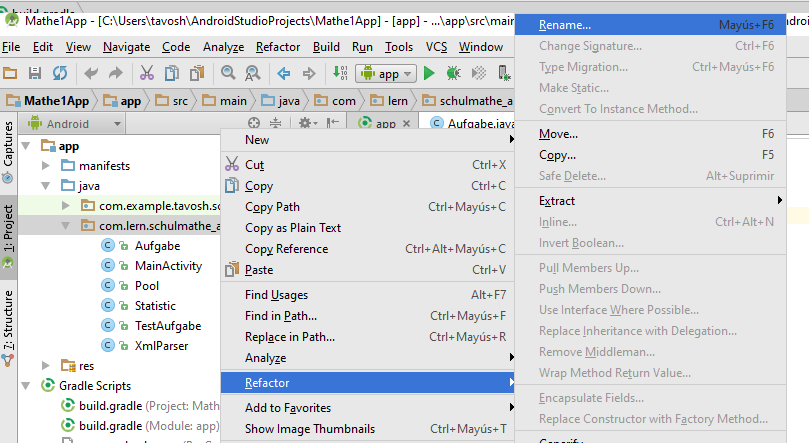 build.gradle
Mathe1App - [C:\Users\tavosh\AndroidStudioProjects\Mathe1App] - [app] - ...\app\src\main
File Edit View Navigate Code Analyze Refactor Build Run Tools VCS Window
app
Mathe1App app src main java com lern schulmathe_a
Android
app
Aufgabe.java
Captures
1: Project
7: Structure
app
manifests
java
com.example.tavosh.sc
com.lern.schulmathe_a
Aufgabe
MainActivity
Pool
Statistic
TestAufgabe
XmlParser
res
Gradle Scripts
build.gradle (Project: Math
build.gradle (Module: app)
New
Cut Ctrl+X
Copy Ctrl+C
Copy Path Ctrl+Mayús+C
Copy as Plain Text
Copy Reference Ctrl+Alt+Mayús+C
Paste Ctrl+V
Find Usages Alt+F7
Find in Path... Ctrl+Mayús+F
Replace in Path... Ctrl+Mayús+R
Analyze
Refactor
Add to Favorites
Show Image Thumbnails Ctrl+Mayús+T
Rename... Mayús+F6
Change Signature... Ctrl+F6
Type Migration... Ctrl+Mayús+F6
Make Static...
Convert To Instance Method...
Move... F6
Copy... F5
Safe Delete... Alt+Suprimir
Extract
Inline... Ctrl+Alt+N
Invert Boolean...
Pull Members Up...
Push Members Down...
Use Interface Where Possible...
Replace Inheritance with Delegation...
Remove Middleman...
Wrap Method Return Value...
Encapsulate Fields...
Replace Constructor with Factory Method...